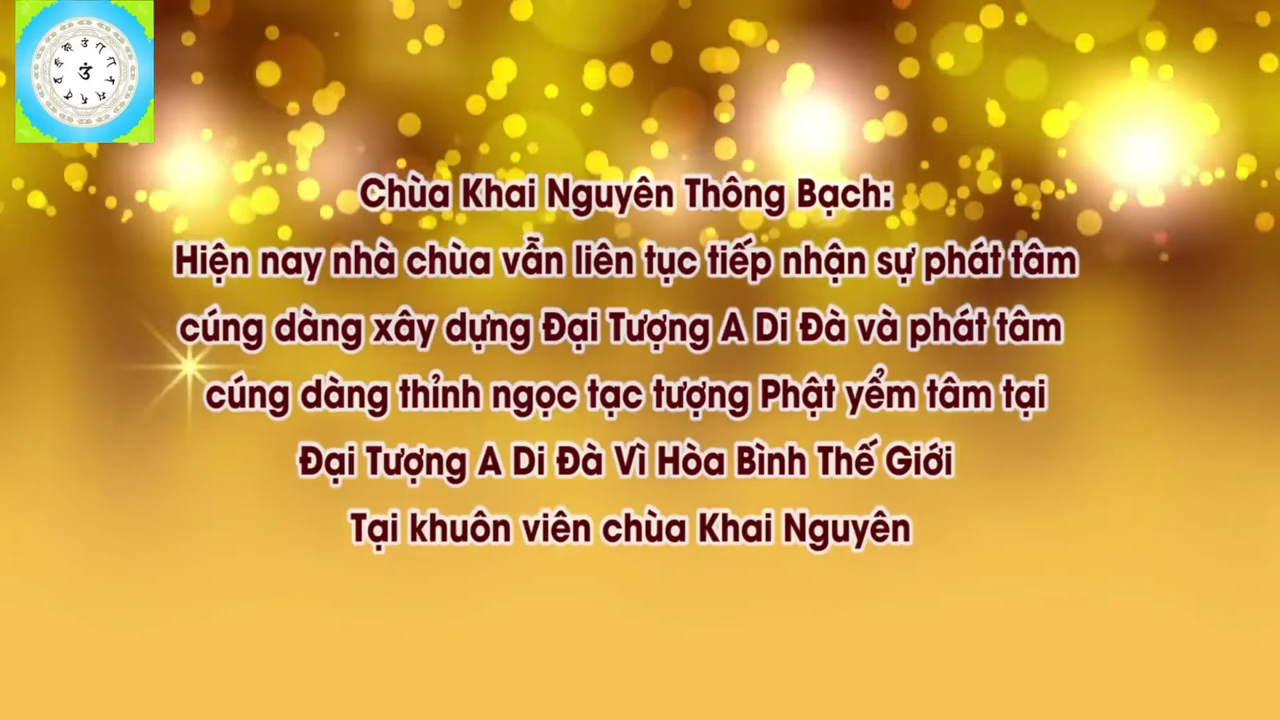 Chùa Khai Nguyên Thông Bạch:
Hiện nay nhà chùa vẫn liên tục tiếp nhận sự phát tâm
cúng dàng xây dựng Đại Tượng A Di Đà và phát tâm
cúng dàng thỉnh ngọc tạc tượng Phật yểm tâm tại
Đại Tượng A Di Đà Vì Hòa Bình Thế Giới
Tại khuôn viên chùa Khai Nguyên